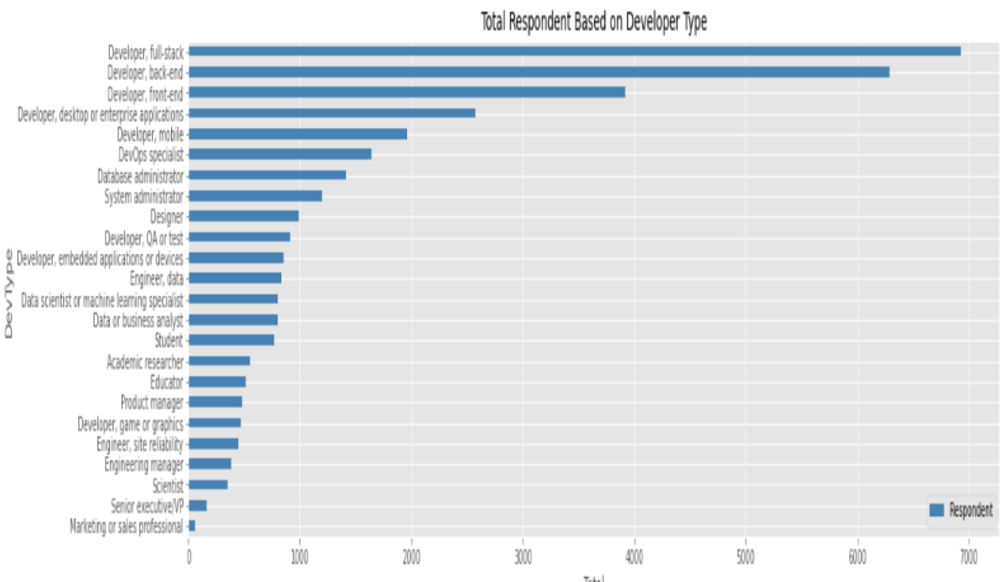 Total Respondent Based on Developer Type
DevType
Developer, full-stack
Developer, back-end
Developer, front-end
Developer, desktop or enterprise applications
Developer, mobile
DevOps specialist
Database administrator
System administrator
Designer
Developer, QA or test
Developer, embedded applications or devices
Engineer, data
Data scientist or machine learning specialist
Data or business analyst
Student
Academic researcher
Educator
Product manager
Developer, game or graphics
Engineer, site reliability
Engineering manager
Scientist
Senior executive/VP
Marketing or sales professional
Respondent
0 1000 2000 3000 4000 5000 6000 7000
Total